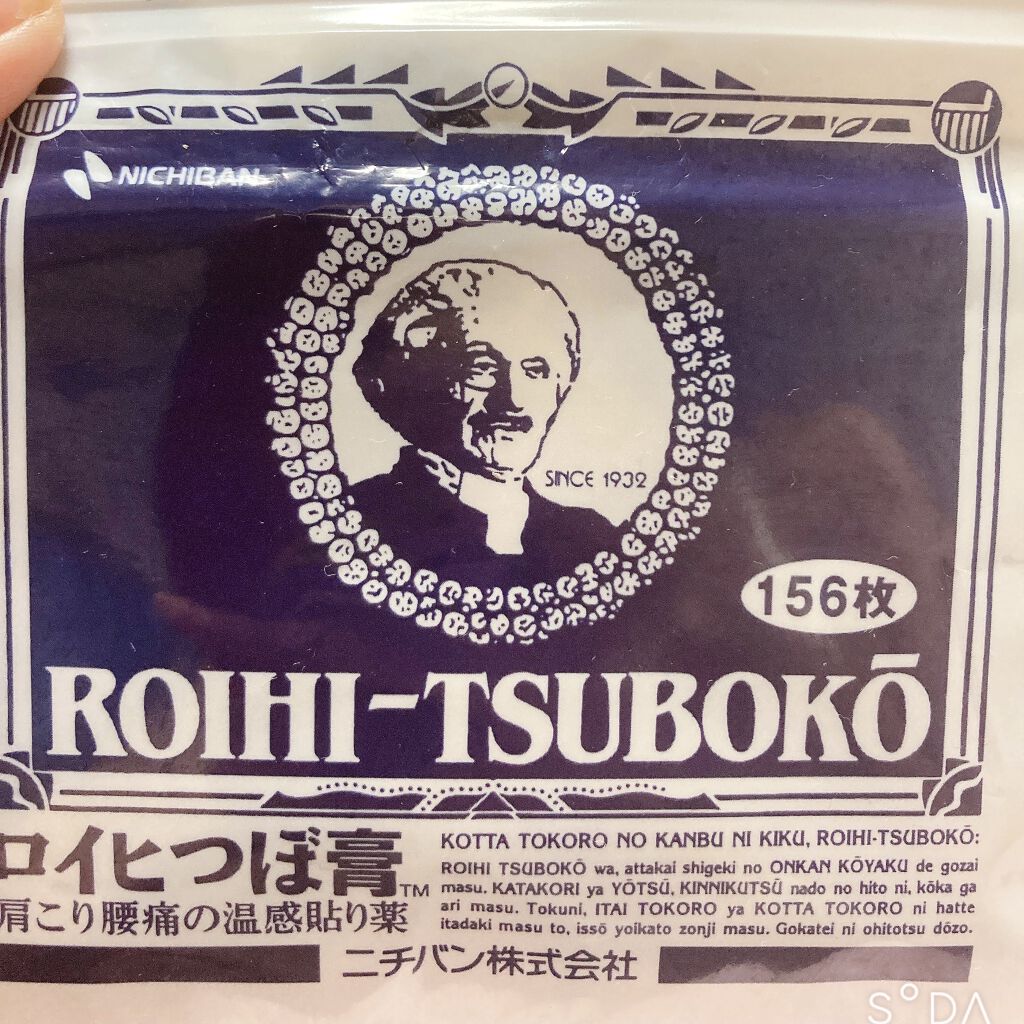 NICHIBAN
SINCE 1932
156枚
ROIHI-TSUBOKŌ
ロイヒつぼ膏™
肩こり腰痛の温感貼り薬
ニチバン株式会社
KOTTA TOKORO NO KANBU NI KIKU, ROIHI-TSUBOKŌ:
ROIHI TSUBOKŌ wa, attakai shigeki no ONKAN KŌYAKU de gozai
masu. KATAKORI ya YŌTSŪ, KINNIKUTSŪ nado no hito ni, kōka ga
ari masu. Tokuni, ITAI TOKORO ya KOTTA TOKORO ni hatte
itadaki masu to, issō yoikato zonji masu. Gokatei ni ohitotsu dōzo.
S°DA